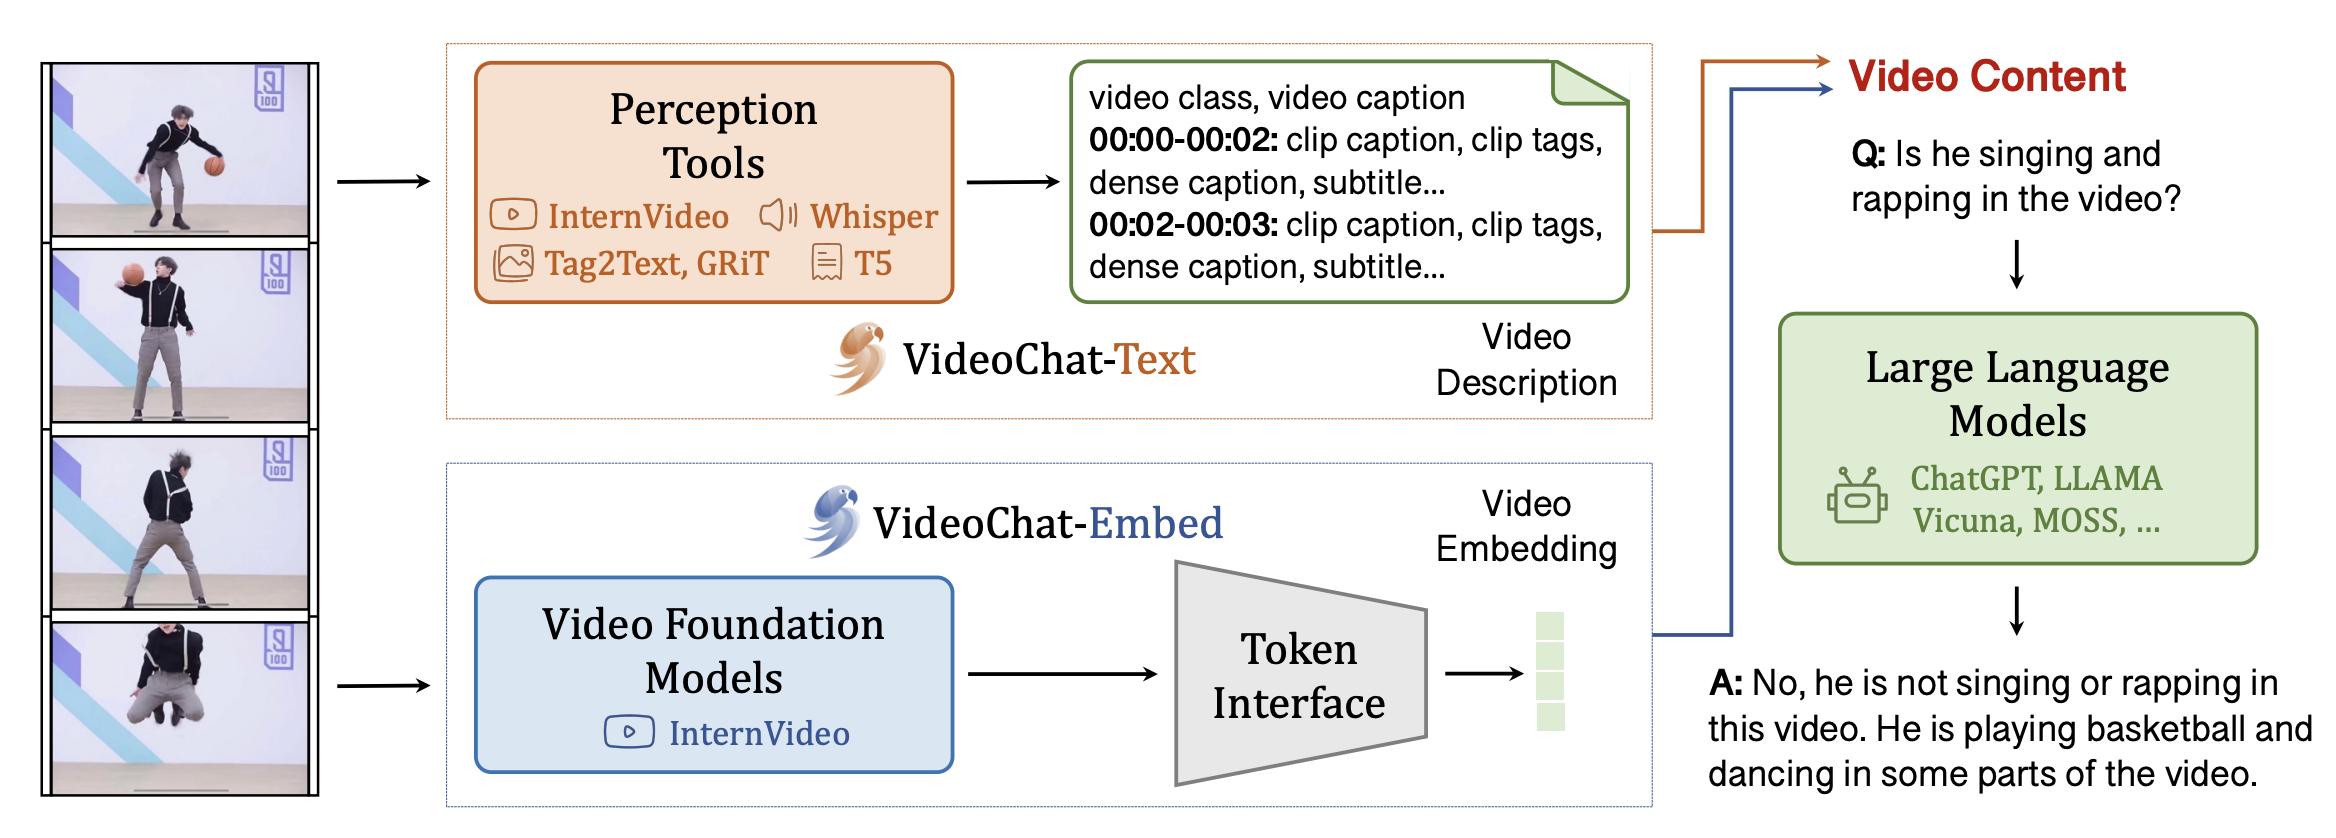 Perception
Tools
InternVideo
Whisper
Tag2Text, GRiT
T5
video class, video caption
00:00-00:02: clip caption, clip tags,
dense caption, subtitle...
00:02-00:03: clip caption, clip tags,
dense caption, subtitle...
VideoChat-Text
Video
Description
VideoChat-Embed
Video
Embedding
Video Foundation
Models
InternVideo
Token
Interface
Video Content
Q: Is he singing and
rapping in the video?
Large Language
Models
ChatGPT, LLAMA
Vicuna, MOSS, ...
A: No, he is not singing or rapping in
this video. He is playing basketball and
dancing in some parts of the video.
100
100
100
100